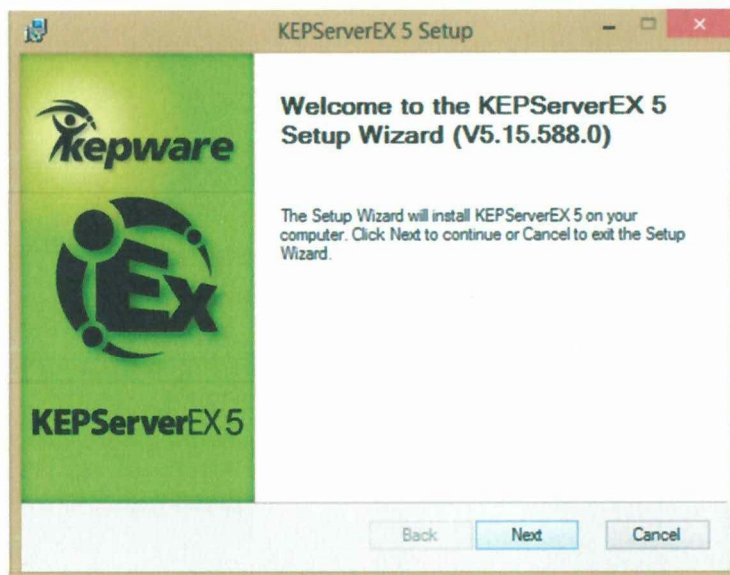 KEPServerEX 5 Setup
kepware
Welcome to the KEPServerEX 5
Setup Wizard (V5.15.588.0)
The Setup Wizard will install KEPServerEX 5 on your
computer. Click Next to continue or Cancel to exit the Setup
Wizard.
Ex
KEPServerEX5
Back
Next
Cancel